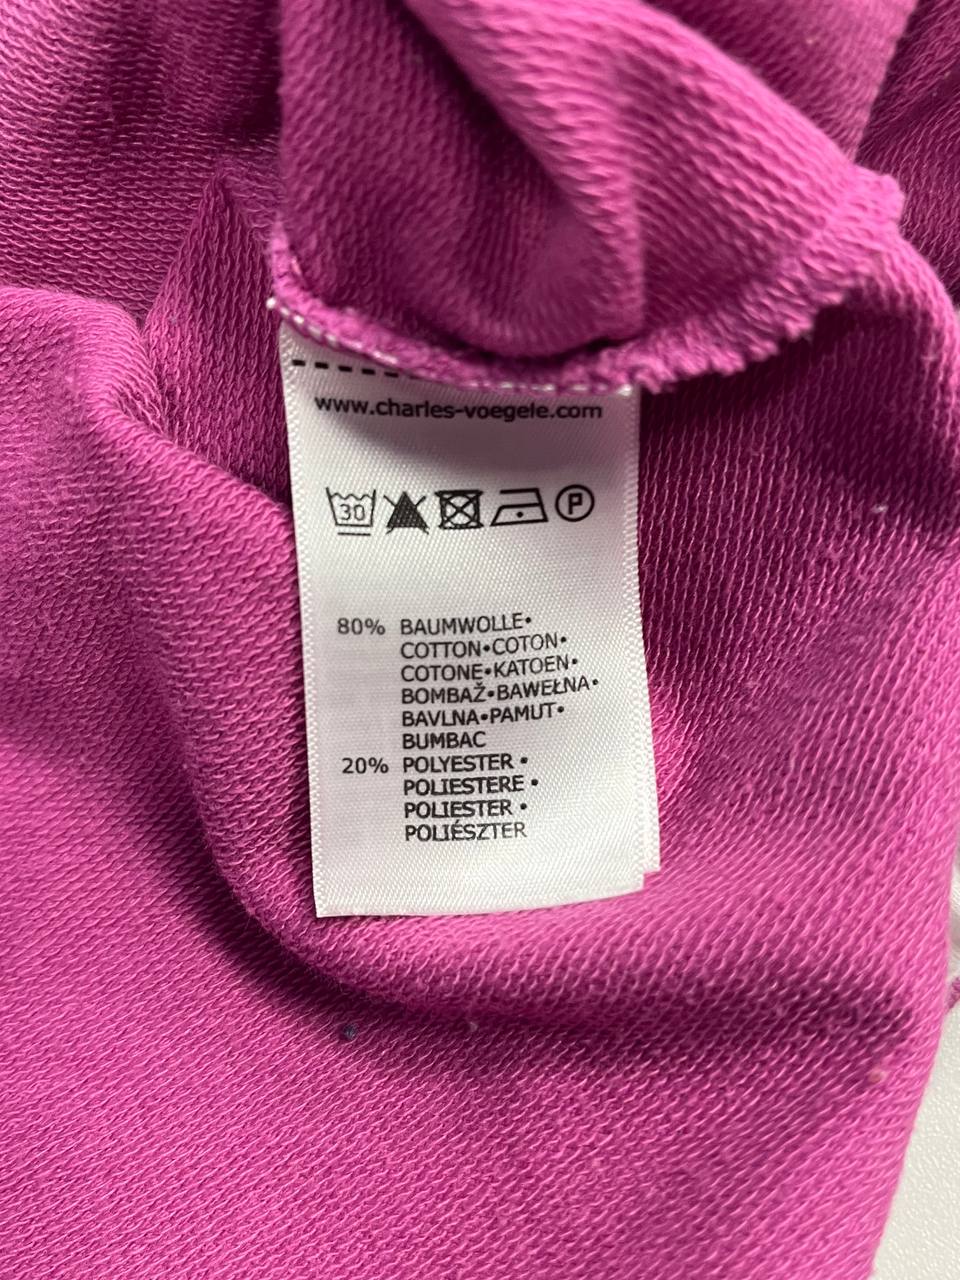 www.charles-voegele.com
30 P
80% BAUMWOLLE•
COTTON•COTON•
COTONE•KATOEN•
BOMBAŽ•BAWEŁNA•
BAVLNA•PAMUT•
BUMBAC
20% POLYESTER •
POLIESTERE •
POLIESTER •
POLIÉSZTER